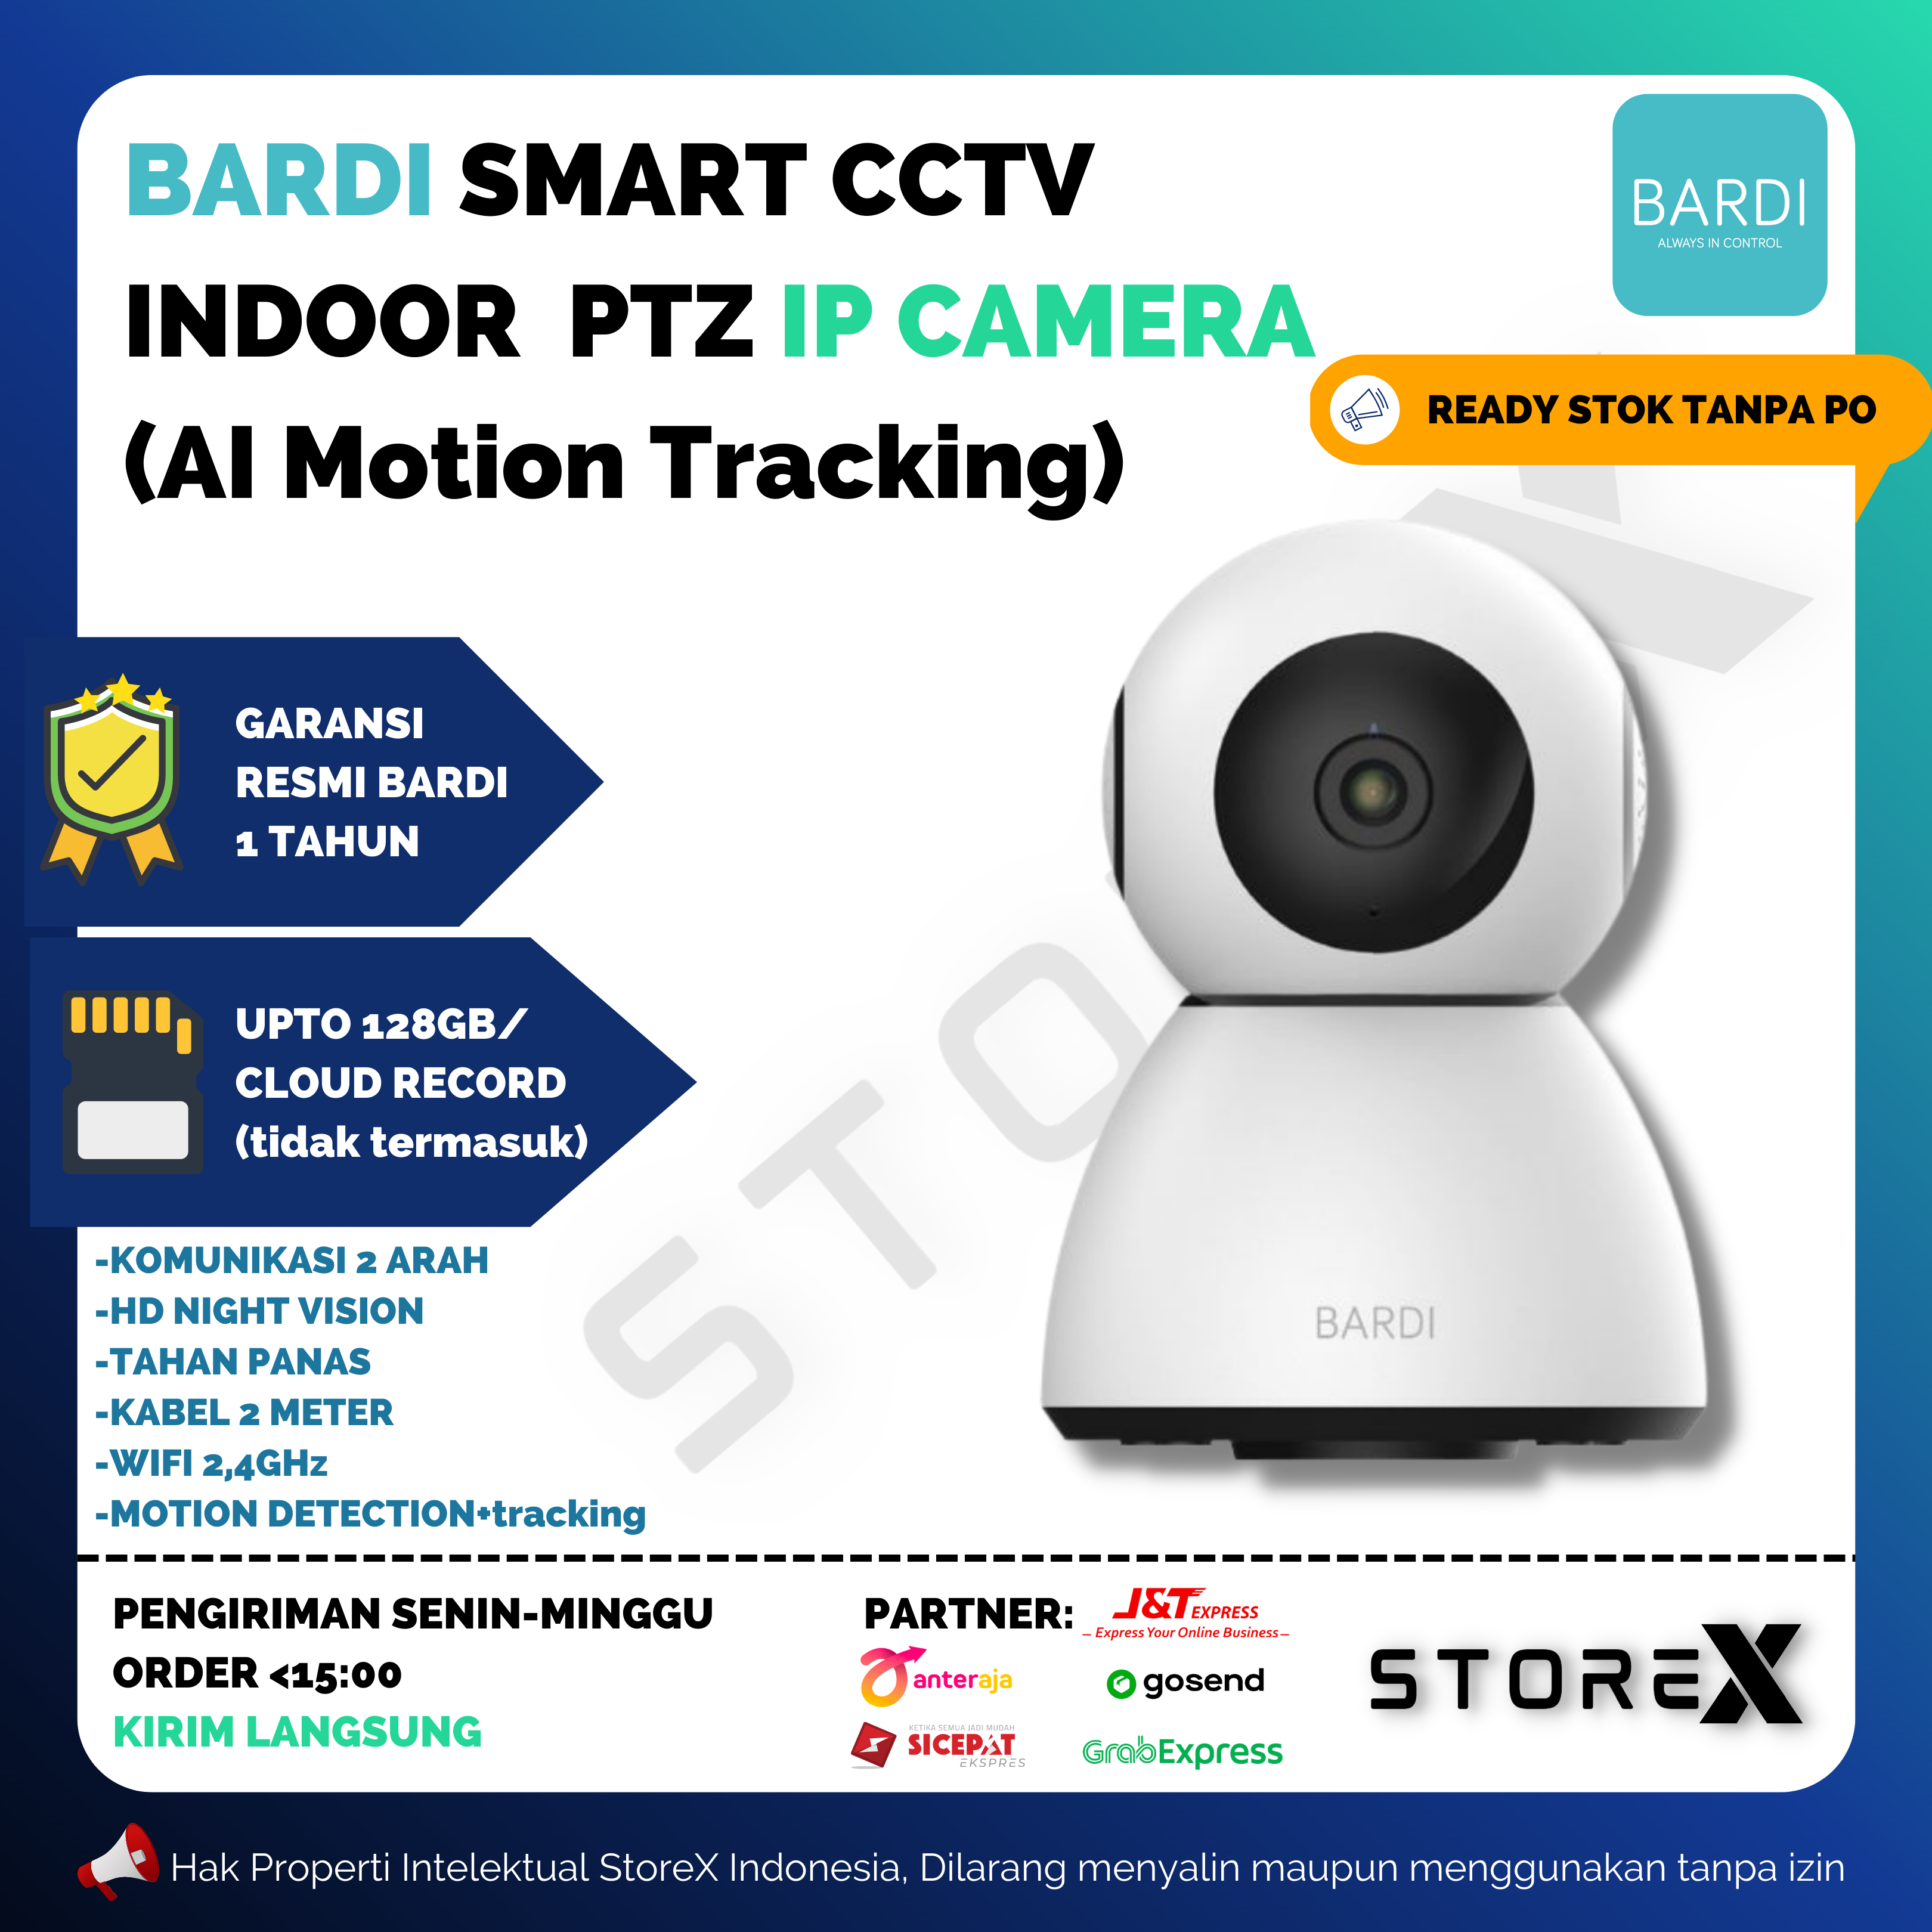 BARDI SMART CCTV
INDOOR PTZ IP CAMERA
(AI Motion Tracking)
BARDI
ALWAYS IN CONTROL
READY STOK TANPA PO
GARANSI
RESMI BARDI
1 TAHUN
UPTO 128GB/
CLOUD RECORD
(tidak termasuk)
-KOMUNIKASI 2 ARAH
-HD NIGHT VISION
-TAHAN PANAS
-KABEL 2 METER
-WIFI 2,4GHz
-MOTION DETECTION+tracking
STO X
BARDI
PENGIRIMAN SENIN-MINGGU
ORDER <15:00
KIRIM LANGSUNG
PARTNER:
J&T EXPRESS
– Express Your Online Business –
anteraja
gosend
KETIKA SEMUA JADI MUDAH
SICEPAT
EKSPRES
GrabExpress
STOREX
Hak Properti Intelektual StoreX Indonesia, Dilarang menyalin maupun menggunakan tanpa izin